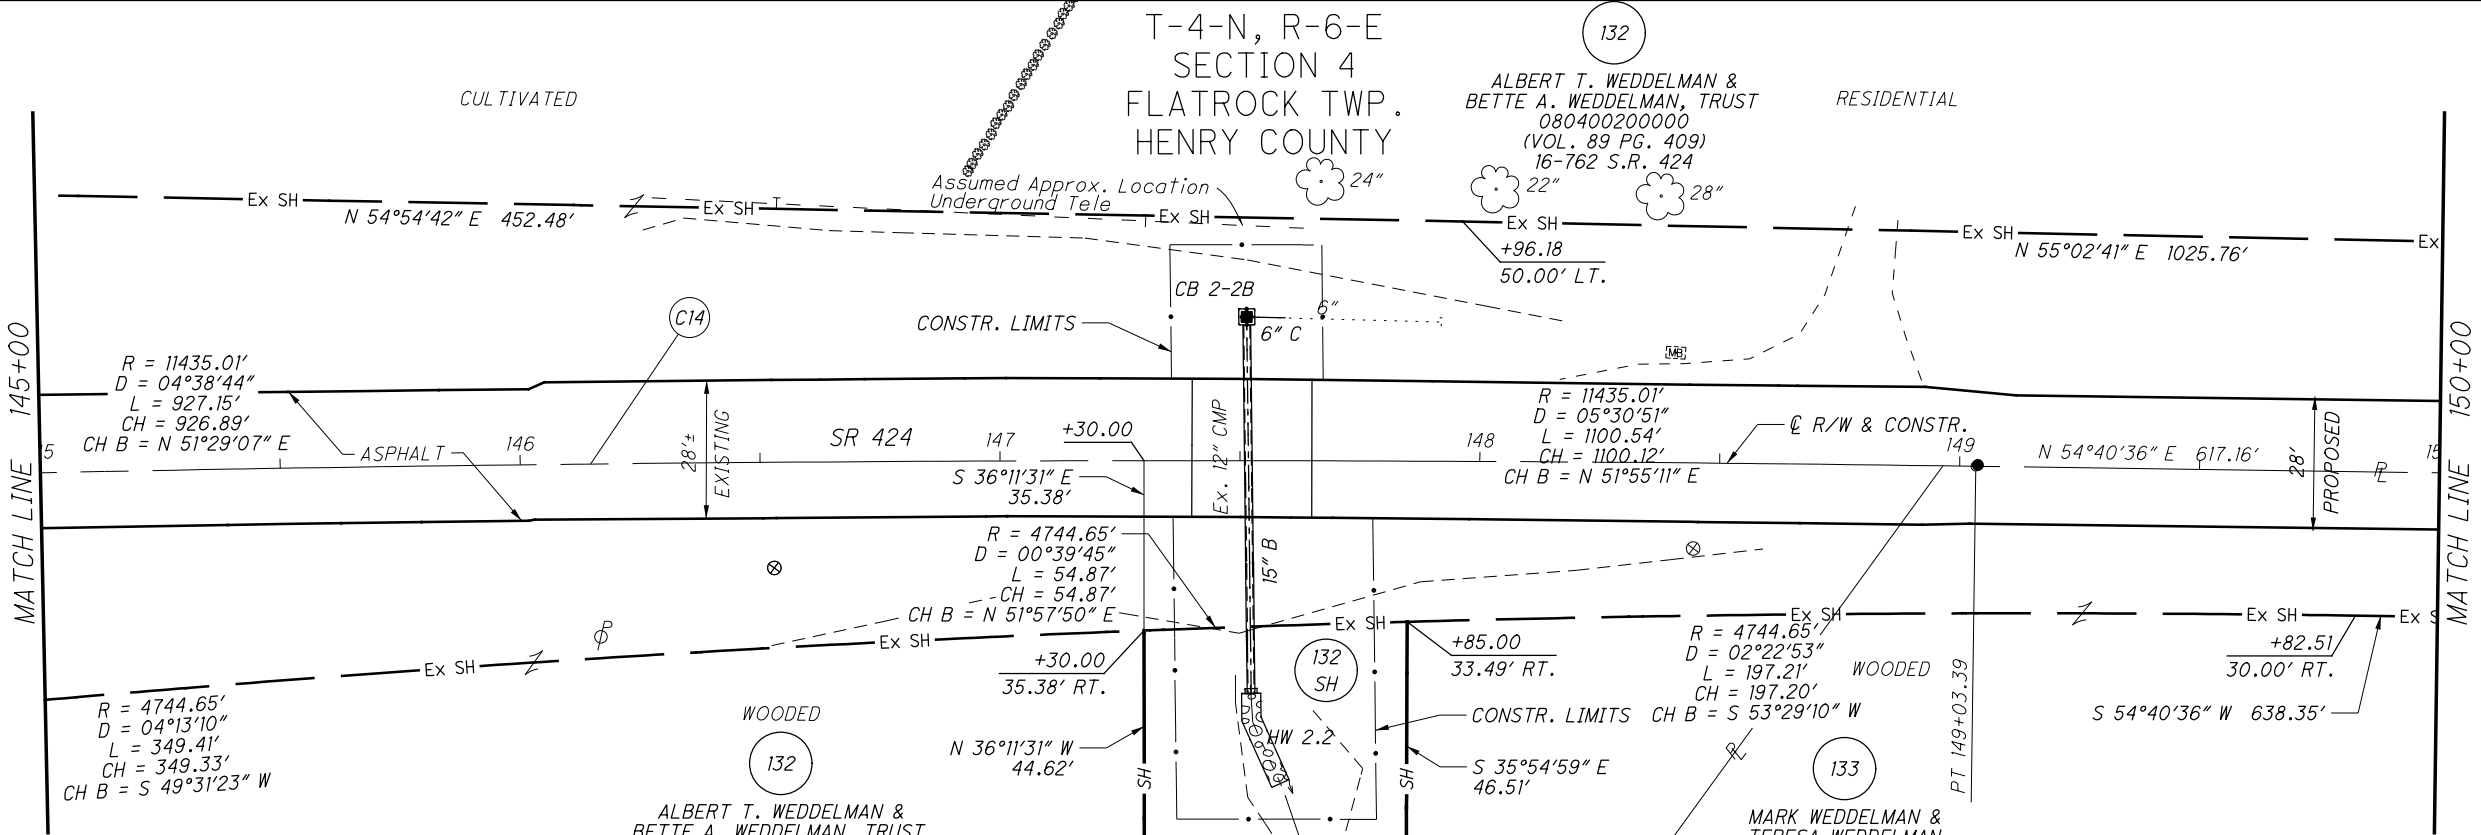 T-4-N, R-6-E
SECTION 4
FLATROCK TWP.
HENRY COUNTY
132
ALBERT T. WEDDELMAN &
BETTE A. WEDDELMAN, TRUST
080400200000
(VOL. 89 PG. 409)
16-762 S.R. 424
CULTIVATED
RESIDENTIAL
24"
22"
28"
Assumed Approx. Location
Underground Tele
Ex SH
N 54°54'42" E 452.48'
Ex SH
T
Ex SH
Ex SH
+96.18
50.00' LT.
Ex SH
N 55°02'41" E 1025.76'
Ex
CB 2-2B
6"
6" C
CONSTR. LIMITS
C14
MB
MATCH LINE 145+00
MATCH LINE 150+00
R = 11435.01'
D = 04°38'44"
L = 927.15'
CH = 926.89'
CH B = N 51°29'07" E
ASPHALT
5
146
28'±
EXISTING
SR 424
147
+30.00
S 36°11'31" E
35.38'
Ex. 12" CMP
148
R = 11435.01'
D = 05°30'51"
L = 1100.54'
CH = 1100.12'
CH B = N 51°55'11" E
℄ R/W & CONSTR.
149
N 54°40'36" E 617.16'
28'
PROPOSED
PL
15
R = 4744.65'
D = 00°39'45"
L = 54.87'
CH = 54.87'
CH B = N 51°57'50" E
15" B
P
Ex SH
Ex SH
Ex SH
Ex SH
Ex SH
Ex S
+30.00
35.38' RT.
132
SH
+85.00
33.49' RT.
R = 4744.65'
D = 02°22'53"
L = 197.21'
CH = 197.20'
CH B = S 53°29'10" W
WOODED
+82.51
30.00' RT.
S 54°40'36" W 638.35'
PT 149+03.39
R = 4744.65'
D = 04°13'10"
L = 349.41'
CH = 349.33'
CH B = S 49°31'23" W
WOODED
132
ALBERT T. WEDDELMAN &
BETTE A. WEDDELMAN, TRUST
N 36°11'31" W
44.62'
SH
HW 2.2
CONSTR. LIMITS
SH
S 35°54'59" E
46.51'
PL
133
MARK WEDDELMAN &
TERESA WEDDELMAN